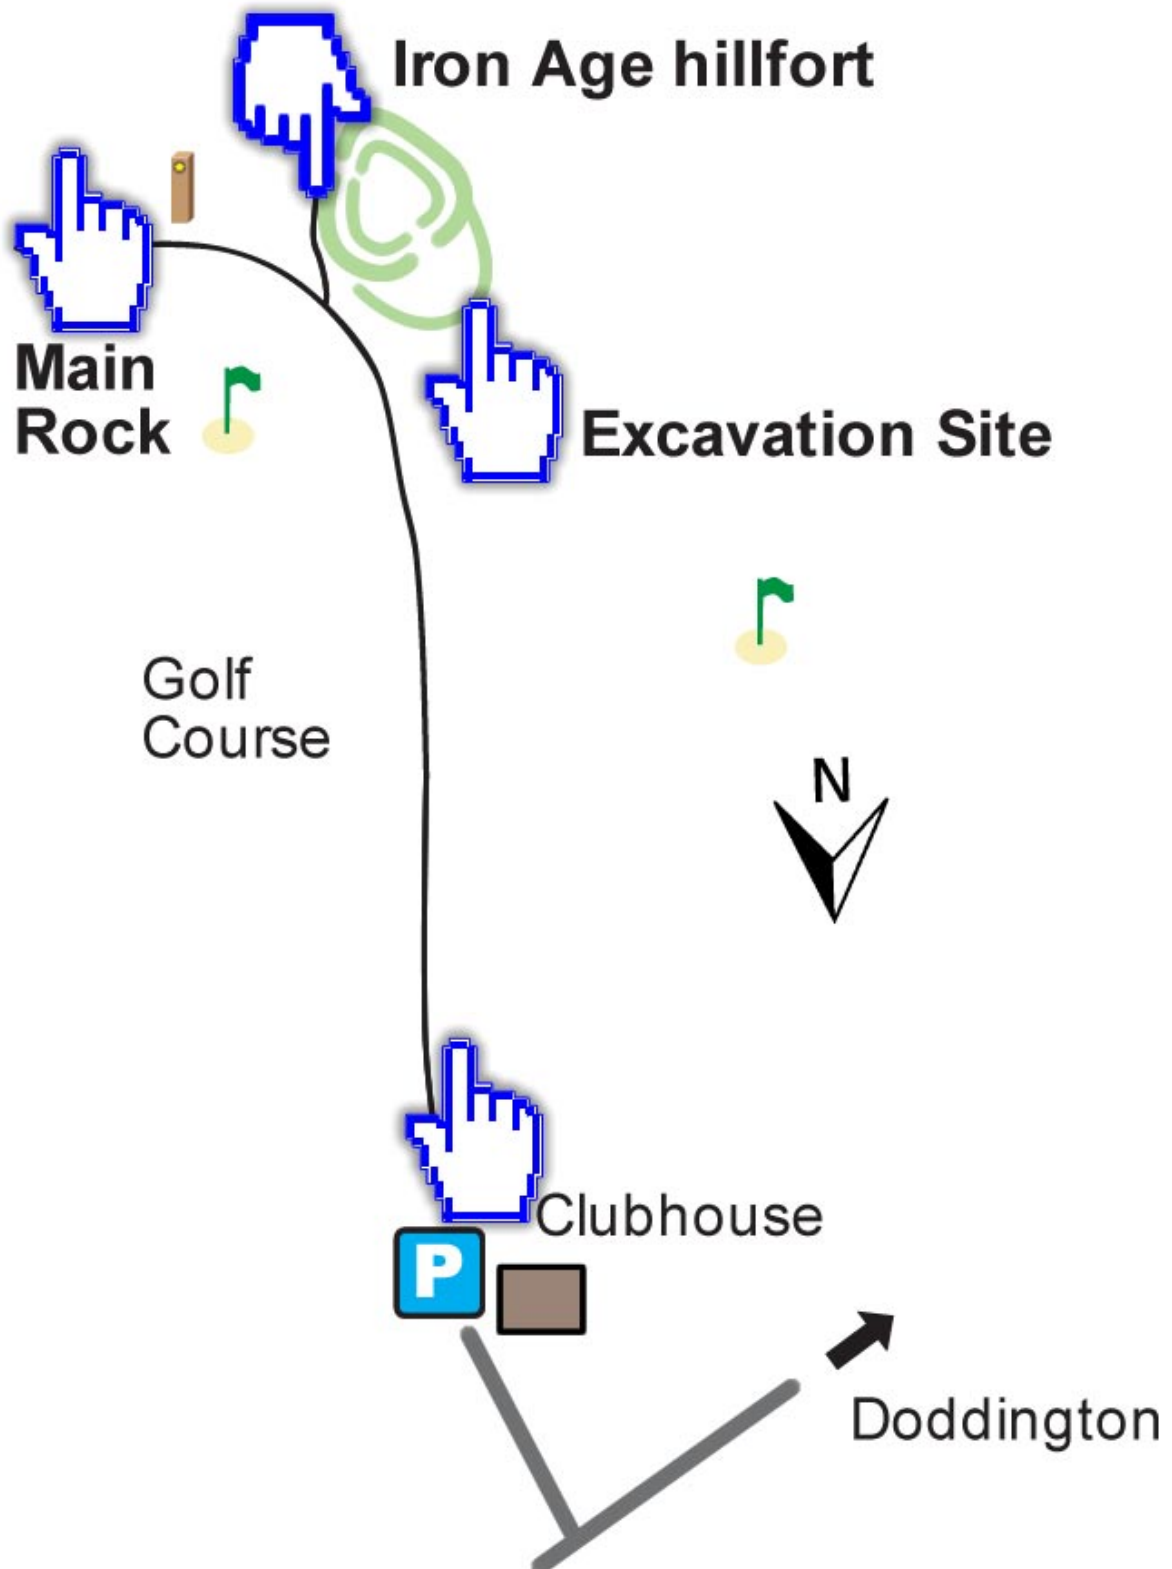 Iron Age hillfort
Main
Rock
Excavation Site
Golf
Course
N
Clubhouse
P
Doddington